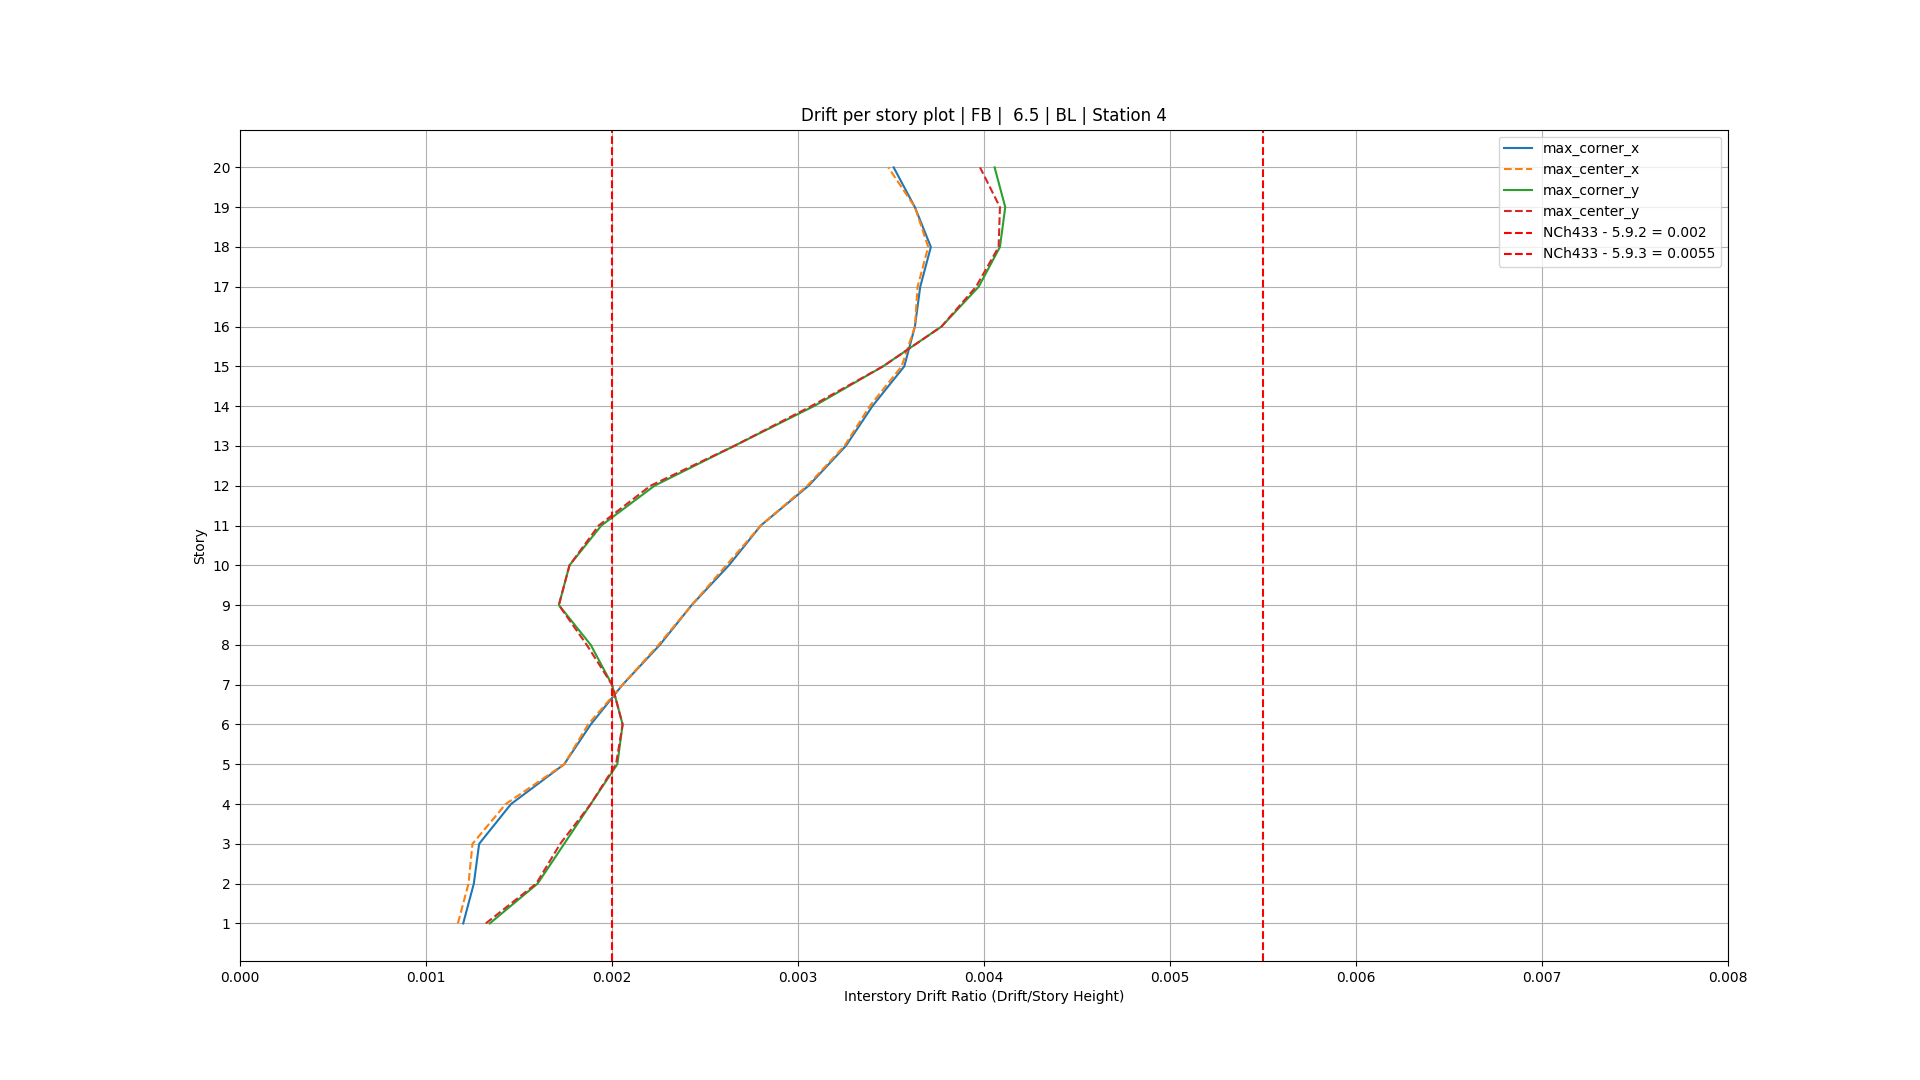 Drift per story plot | FB |  6.5 | BL | Station 4
max_corner_x
max_center_x
max_corner_y
max_center_y
NCh433 - 5.9.2 = 0.002
NCh433 - 5.9.3 = 0.0055
Story
20
19
18
17
16
15
14
13
12
11
10
9
8
7
6
5
4
3
2
1
0.000 0.001 0.002 0.003 0.004 0.005 0.006 0.007 0.008
Interstory Drift Ratio (Drift/Story Height)